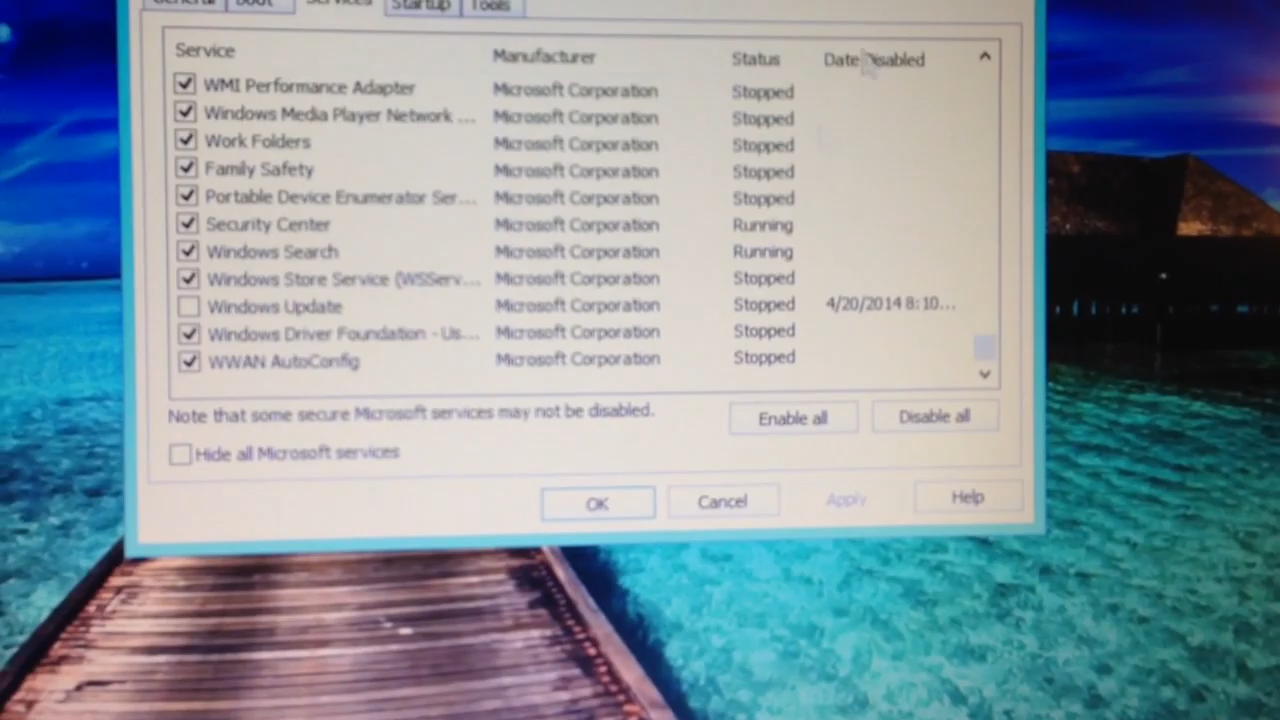 General Boot Services Startup Tools
Service Manufacturer Status Date Disabled
WMI Performance Adapter Microsoft Corporation Stopped
Windows Media Player Network ... Microsoft Corporation Stopped
Work Folders Microsoft Corporation Stopped
Family Safety Microsoft Corporation Stopped
Portable Device Enumerator Ser... Microsoft Corporation Stopped
Security Center Microsoft Corporation Running
Windows Search Microsoft Corporation Running
Windows Store Service (WSServ... Microsoft Corporation Stopped
Windows Update Microsoft Corporation Stopped 4/20/2014 8:10...
Windows Driver Foundation - Us... Microsoft Corporation Stopped
WWAN AutoConfig Microsoft Corporation Stopped
Note that some secure Microsoft services may not be disabled.
Enable all Disable all
Hide all Microsoft services
OK Cancel Apply Help